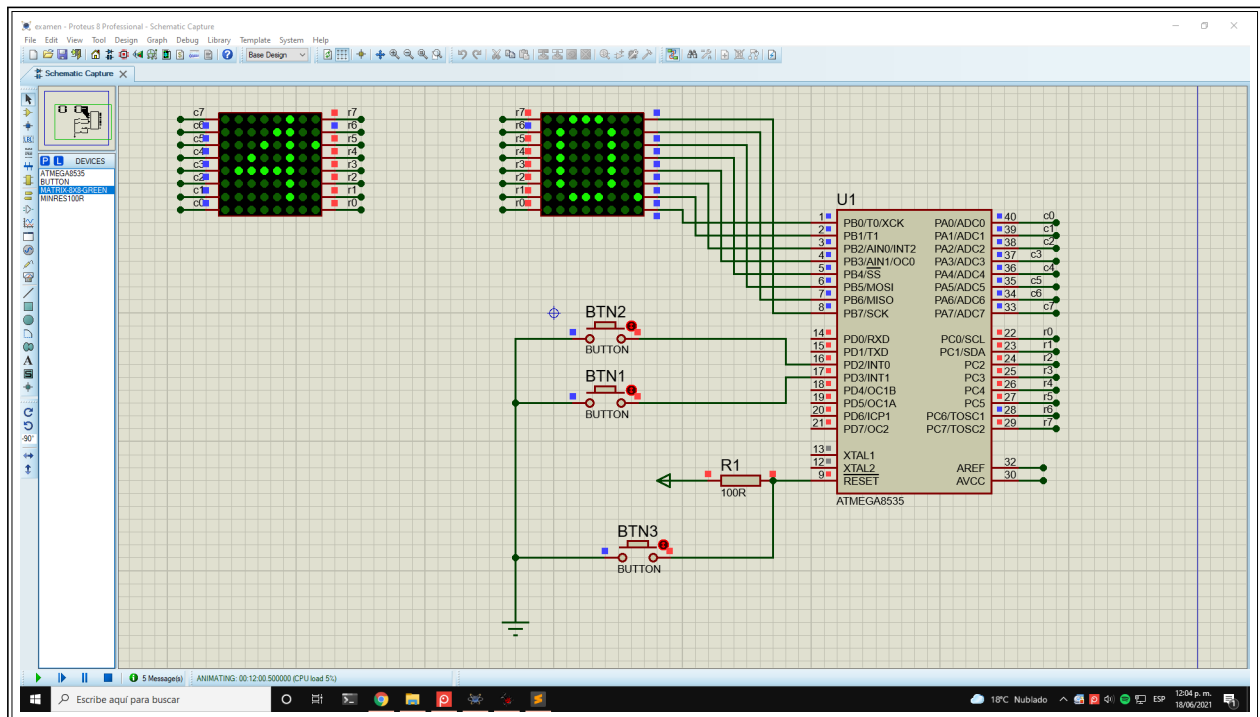 examen - Proteus 8 Professional - Schematic Capture
File Edit View Tool Design Graph Debug Library Template System Help
Base Design
Schematic Capture
P L DEVICES
ATMEGA8535
BUTTON
MATRIX-8X8-GREEN
MINRES100R
-90°
c7
c6
c5
c4
c3
c2
c1
c0
r7
r6
r5
r4
r3
r2
r1
r0
r7
r6
r5
r4
r3
r2
r1
r0
U1
1 PB0/T0/XCK PA0/ADC0 40 c0
2 PB1/T1 PA1/ADC1 39 c1
3 PB2/AIN0/INT2 PA2/ADC2 38 c2
4 PB3/AIN1/OC0 PA3/ADC3 37 c3
5 PB4/SS PA4/ADC4 36 c4
6 PB5/MOSI PA5/ADC5 35 c5
7 PB6/MISO PA6/ADC6 34 c6
8 PB7/SCK PA7/ADC7 33 c7
14 PD0/RXD PC0/SCL 22 r0
15 PD1/TXD PC1/SDA 23 r1
16 PD2/INT0 PC2 24 r2
17 PD3/INT1 PC3 25 r3
18 PD4/OC1B PC4 26 r4
19 PD5/OC1A PC5 27 r5
20 PD6/ICP1 PC6/TOSC1 28 r6
21 PD7/OC2 PC7/TOSC2 29 r7
13 XTAL1
12 XTAL2 AREF 32
9 RESET AVCC 30
ATMEGA8535
BTN2
BUTTON
BTN1
BUTTON
R1
100R
BTN3
BUTTON
5 Message(s) ANIMATING: 00:12:00.500000 (CPU load 5%)
Escribe aquí para buscar
18°C Nublado
ESP
12:04 p. m.
18/06/2021